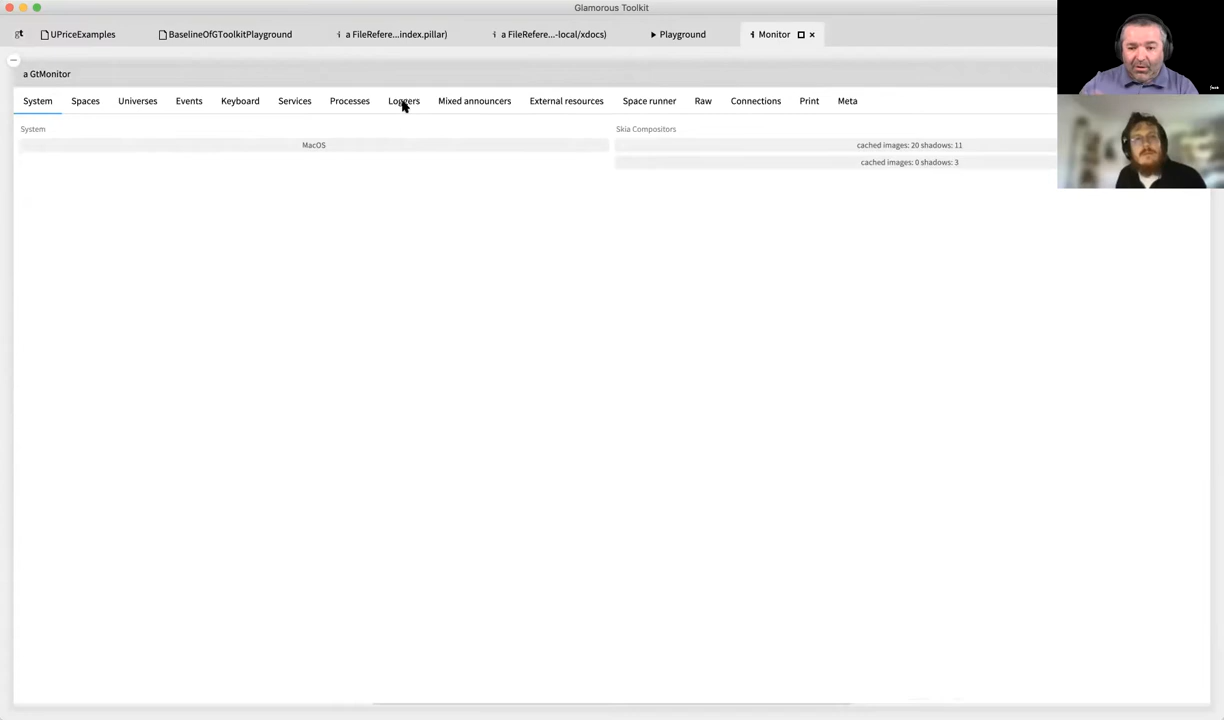 Glamorous Toolkit
gt UPriceExamples BaselineOfGToolkitPlayground a FileRefere...index.pillar) a FileRefere...-local/xdocs) Playground Monitor
a GtMonitor
System Spaces Universes Events Keyboard Services Processes Loggers Mixed announcers External resources Space runner Raw Connections Print Meta
System Skia Compositors
MacOS cached images: 20 shadows: 11
cached images: 0 shadows: 3